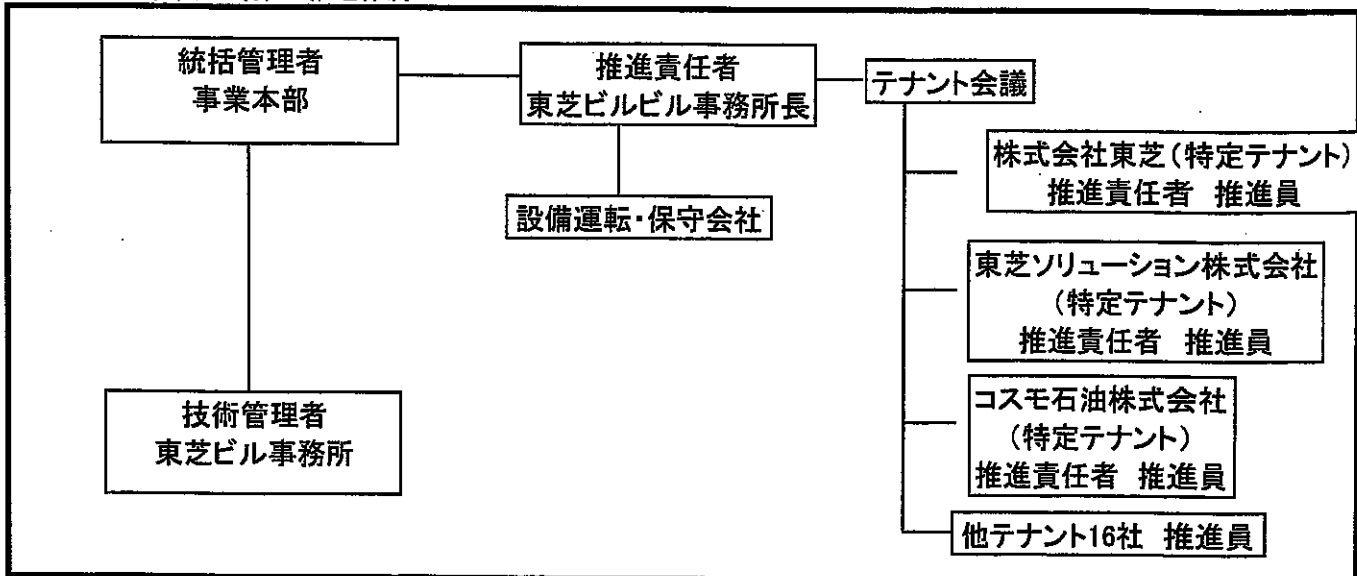 統括管理者
事業本部
推進責任者
東芝ビルビル事務所長
テナント会議
設備運転・保守会社
株式会社東芝(特定テナント)
推進責任者 推進員
東芝ソリューション株式会社
(特定テナント)
推進責任者 推進員
コスモ石油株式会社
(特定テナント)
推進責任者 推進員
他テナント16社 推進員
技術管理者
東芝ビル事務所